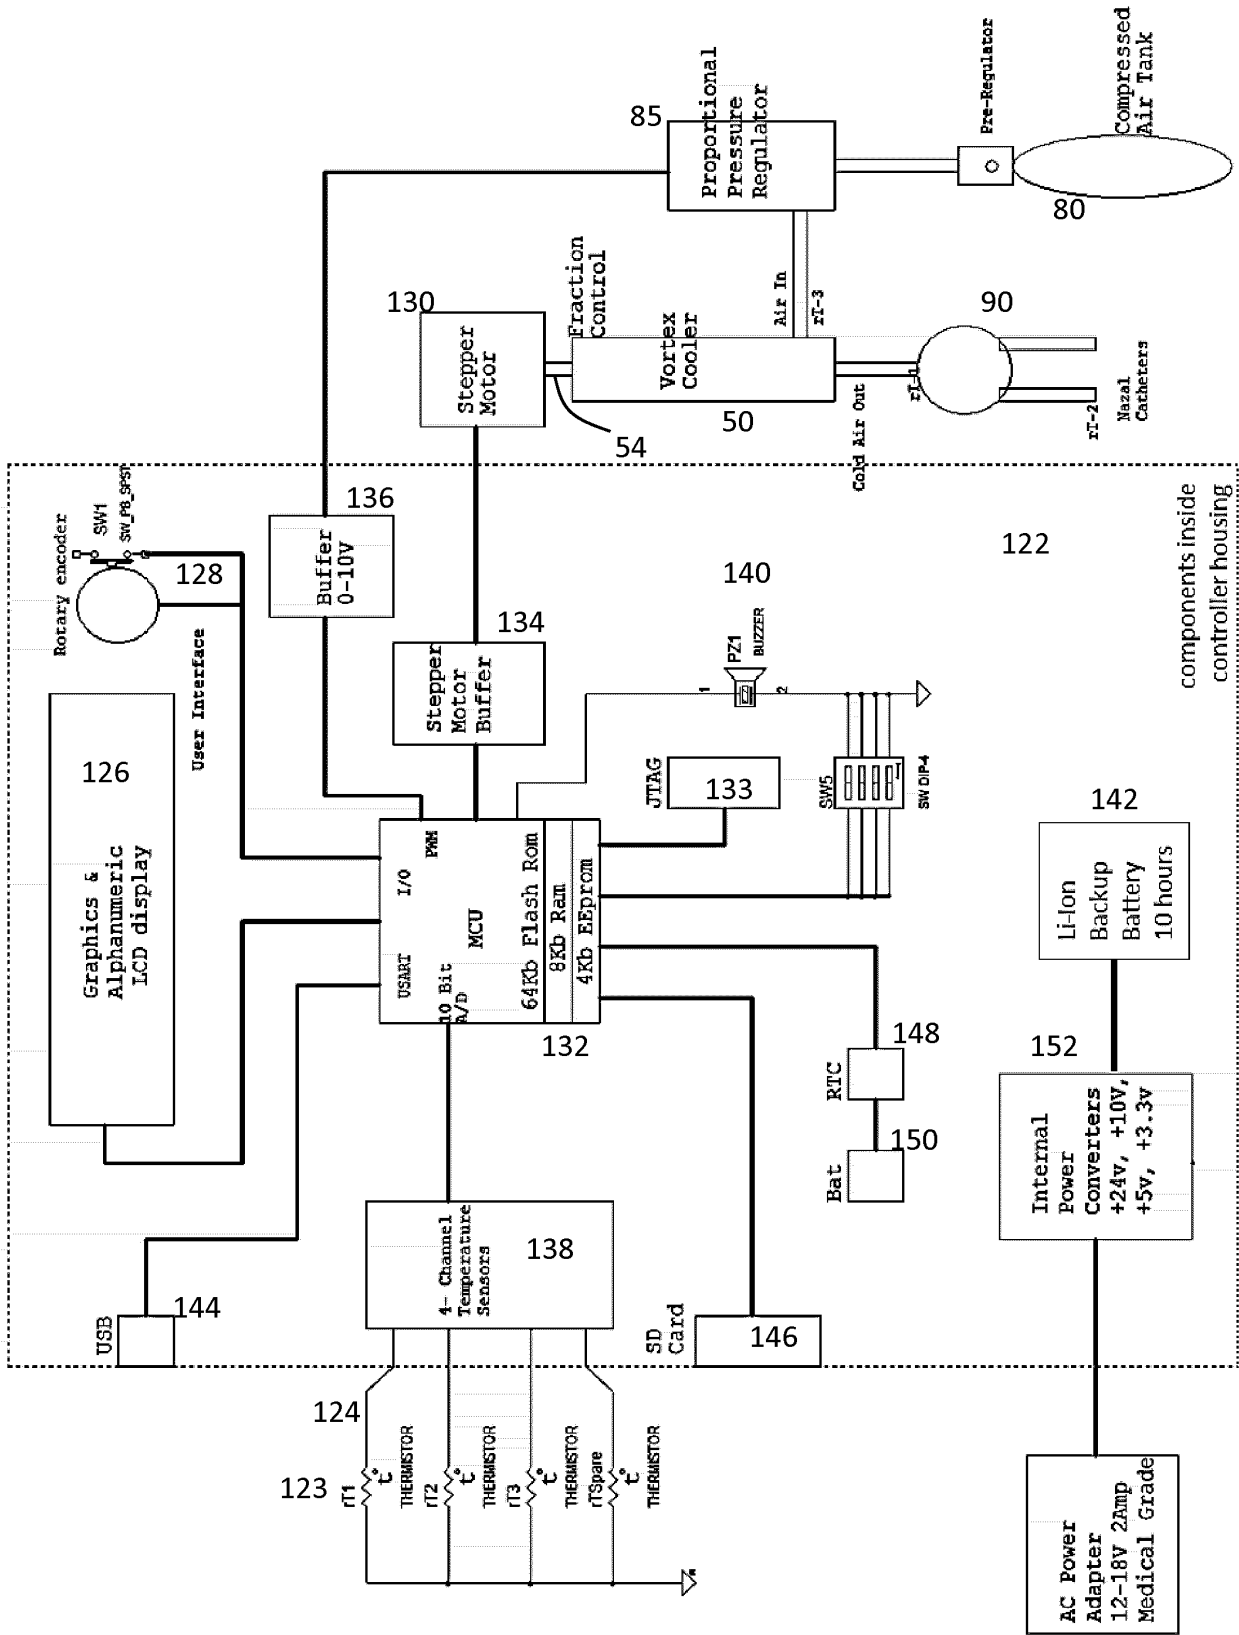 Compressed
Air Tank
80
Pre-Regulator
85
Proportional
Pressure
Regulator
130
Stepper
Motor
Fraction
Control
54
Vortex
Cooler
50
Air In
rT-3
Cold Air Out
90
rT-1
rT-2
Nazal
Catheters
Rotary encoder
SW1
SW_PB_SPST
128
User Interface
136
Buffer
0-10V
134
Stepper
Motor
Buffer
140
PZ1
BUZZER
1
2
122
components inside
controller housing
126
Graphics &
Alphanumeric
LCD display
JTAG
133
SW5
SW DIP-4
142
Li-Ion
Backup
Battery
10 hours
I/O
PWM
USART
MCU
10 Bit
A/D
64Kb Flash Rom
8Kb Ram
4Kb EEprom
132
RTC
148
Bat
150
152
Internal
Power
Converters
+24v, +10V,
+5v, +3.3v
USB
144
4- Channel
Temperature
Sensors
138
SD
Card
146
124
123
rT1
t°
THERMISTOR
rT2
t°
THERMISTOR
rT3
t°
THERMISTOR
rTSpare
t°
THERMISTOR
AC Power
Adapter
12-18V 2Amp
Medical Grade